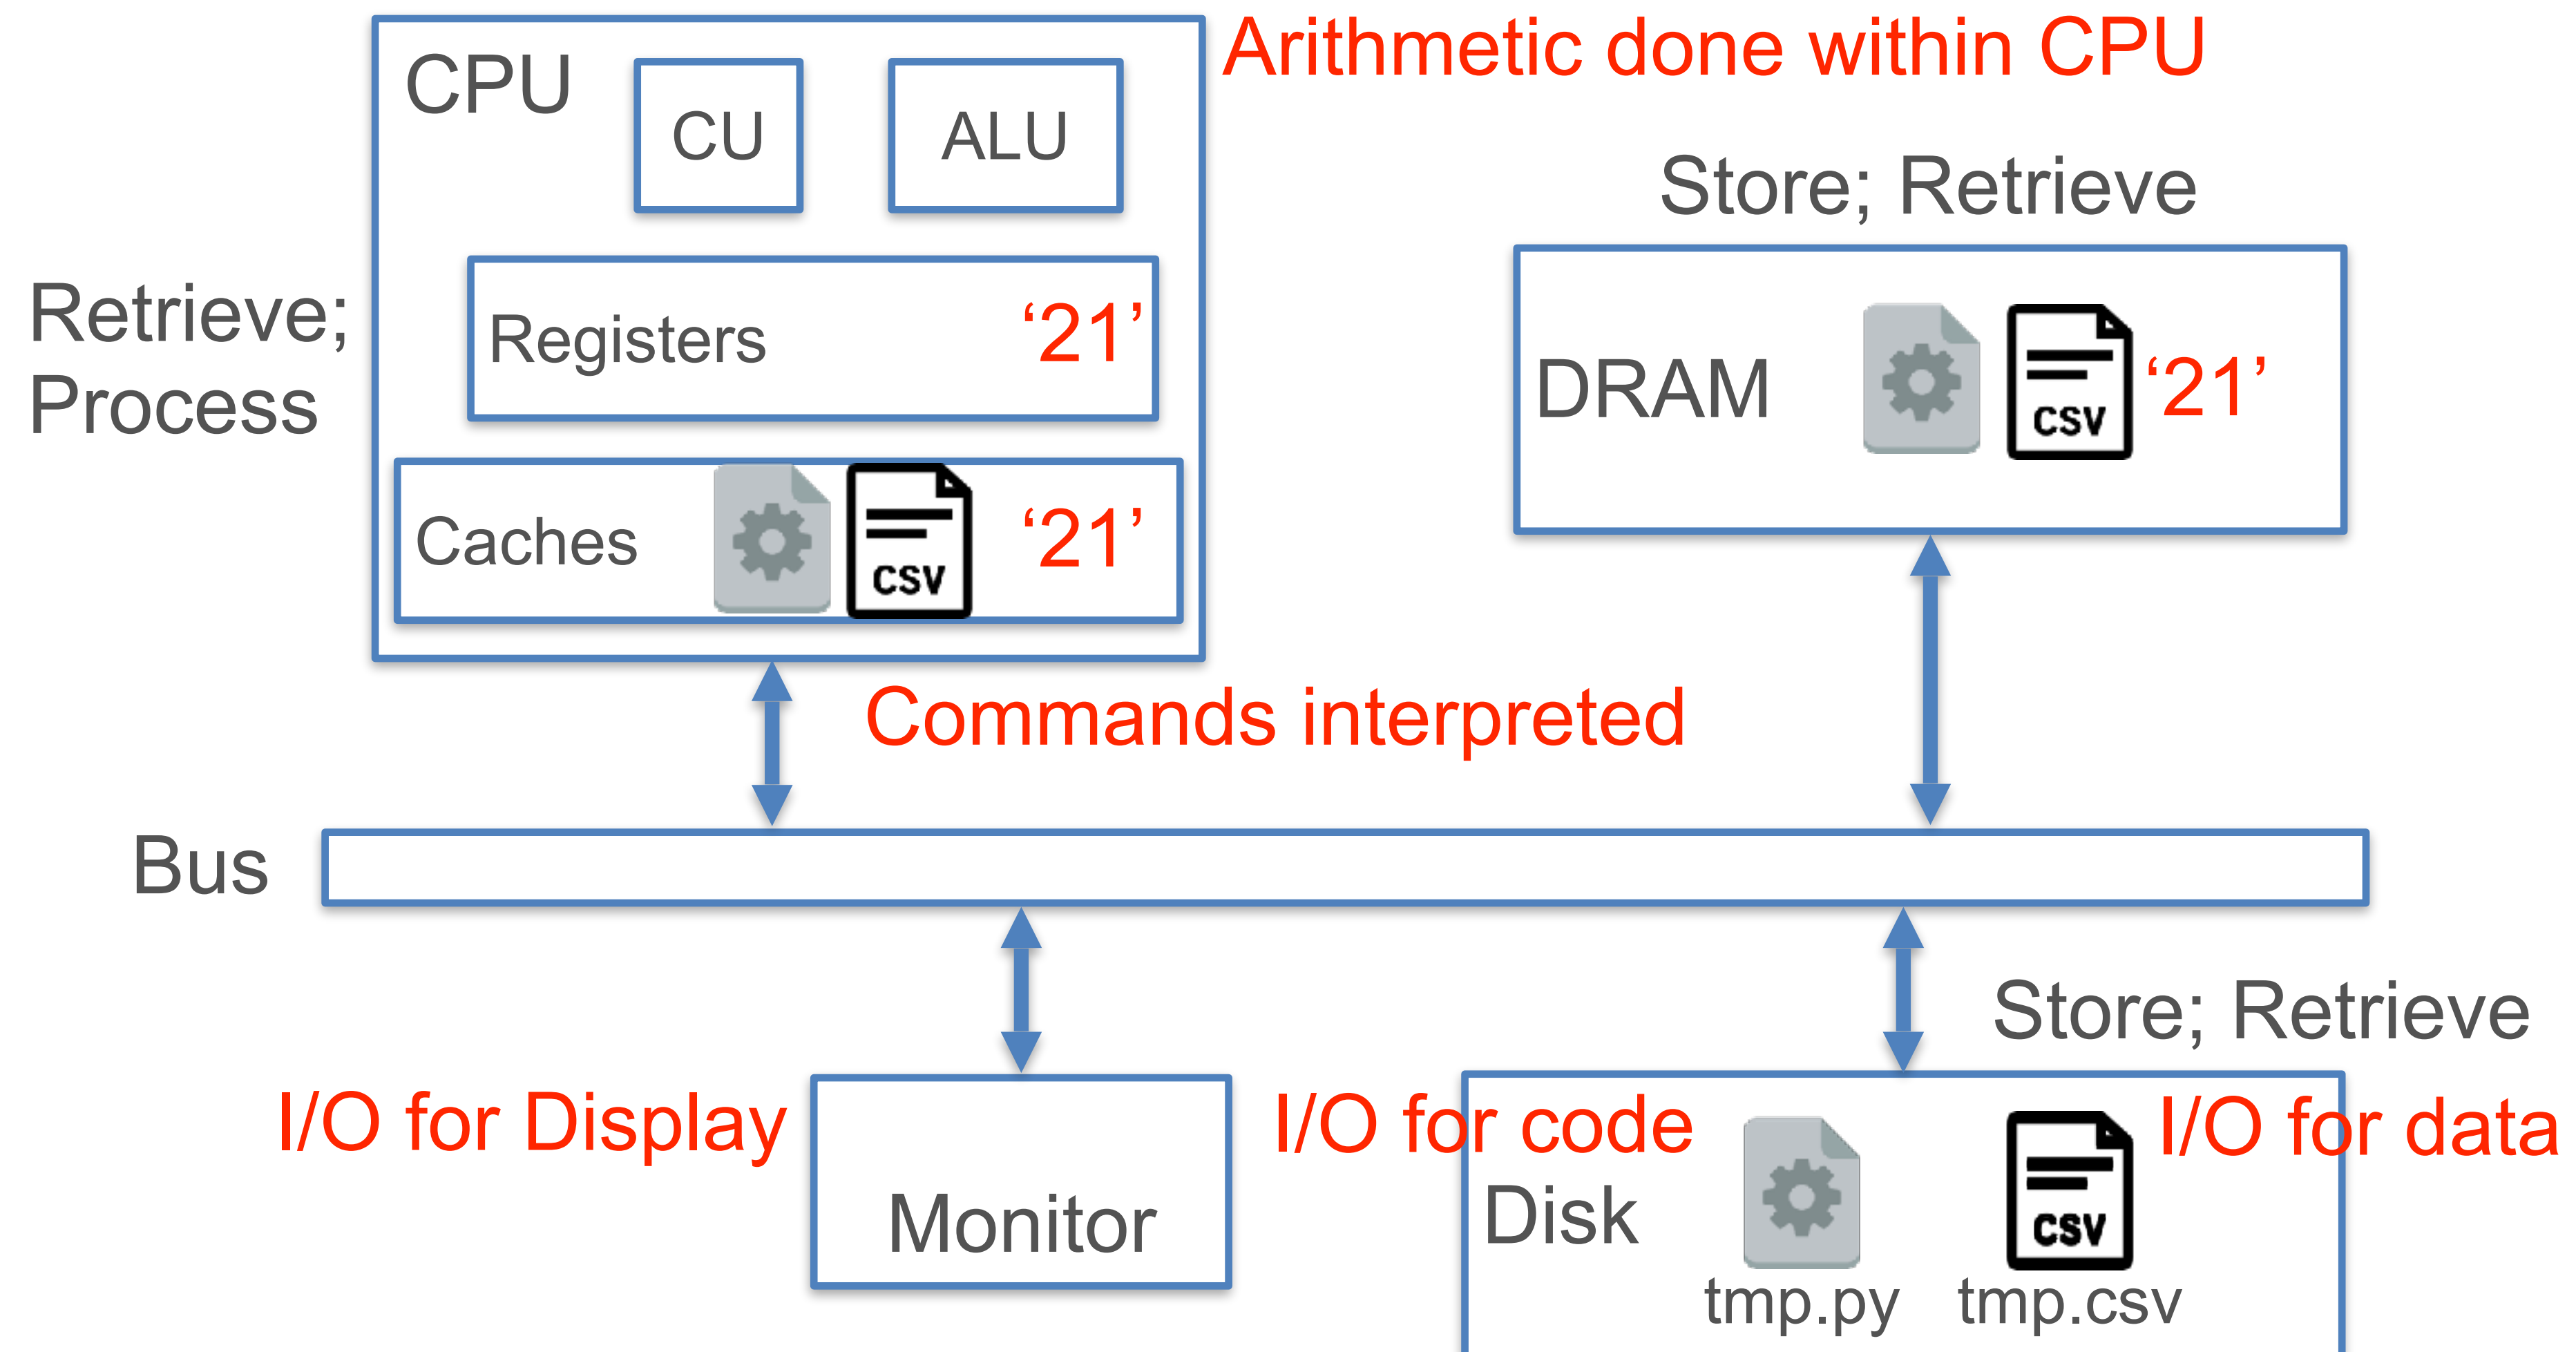 Arithmetic done within CPU
CPU
CU
ALU
Store; Retrieve
Retrieve;
Process
Registers
‘21’
DRAM
CSV
‘21’
Caches
CSV
‘21’
Commands interpreted
Bus
Store; Retrieve
I/O for Display
I/O for code
I/O for data
Monitor
Disk
CSV
tmp.py
tmp.csv